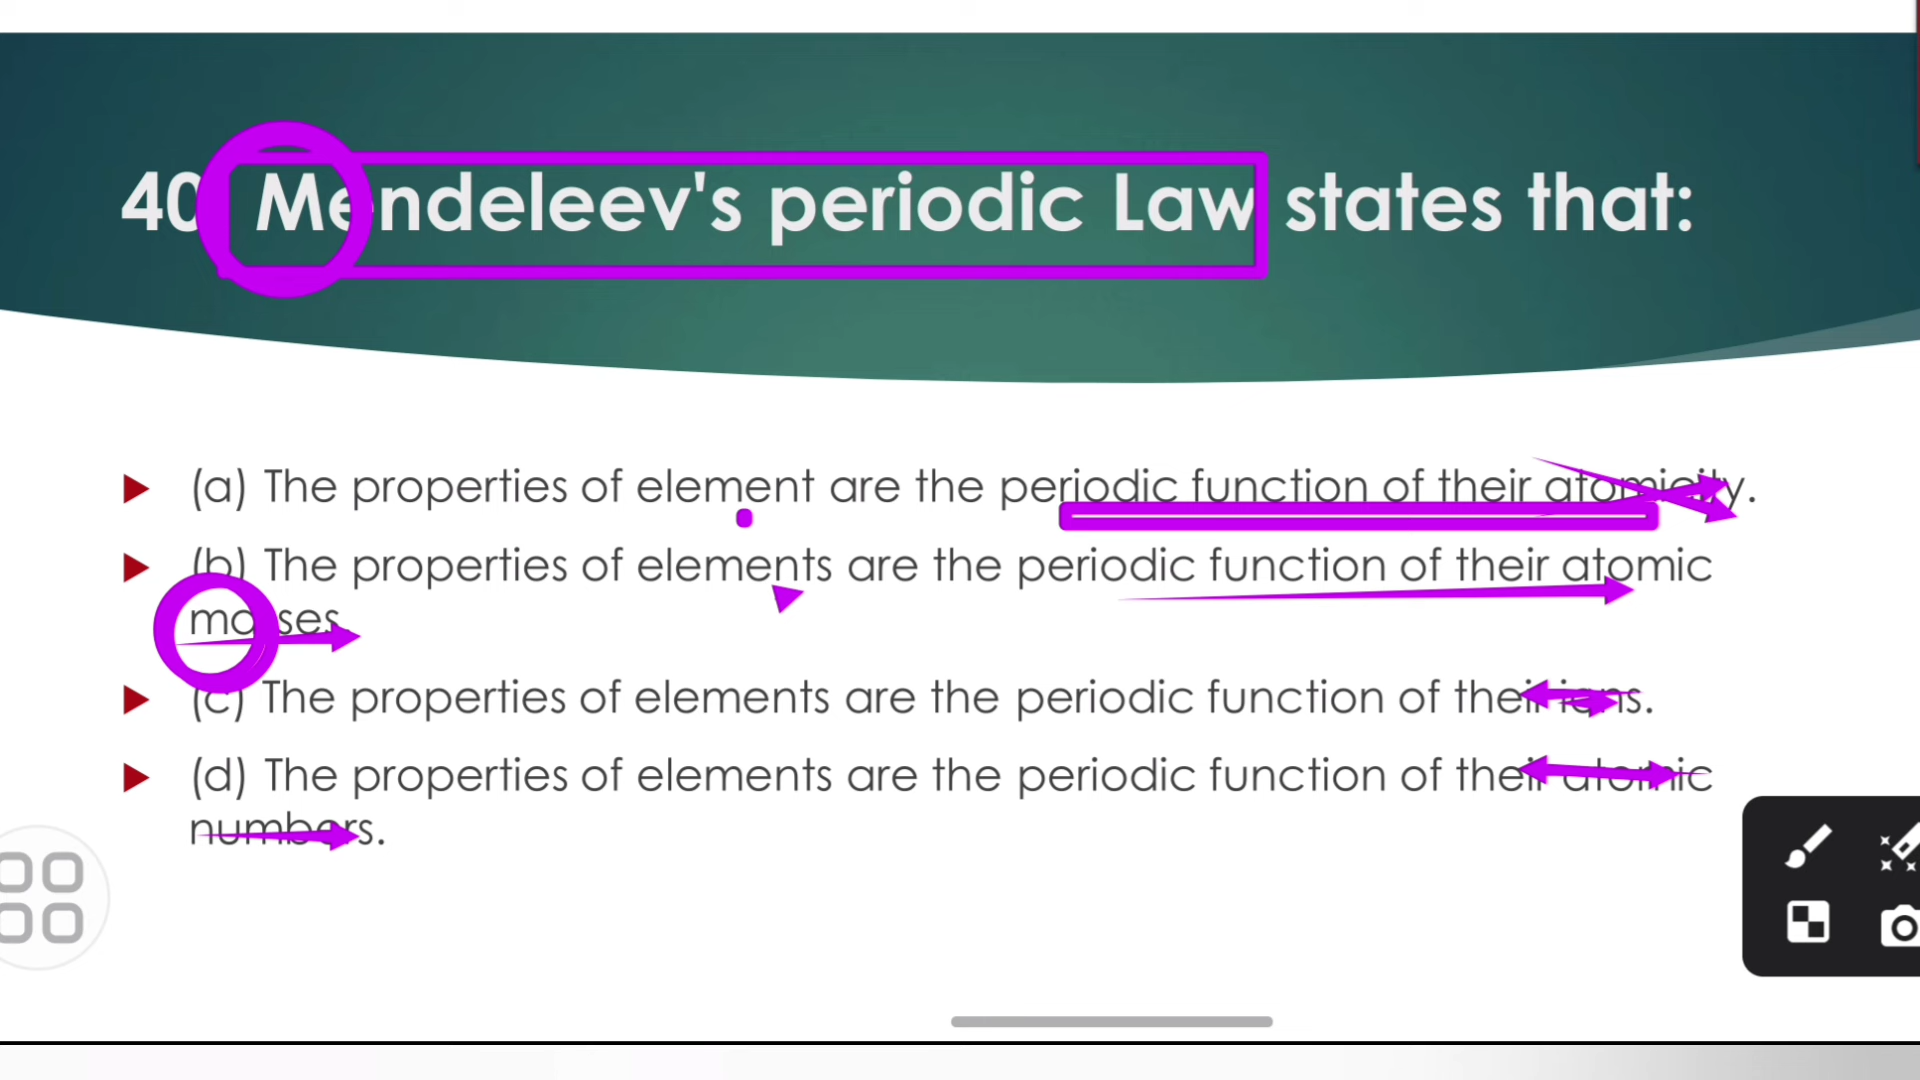 40. Mendeleev's periodic Law states that:
(a) The properties of element are the periodic function of their atomicity.
(b) The properties of elements are the periodic function of their atomic
masses.
(c) The properties of elements are the periodic function of their ions.
(d) The properties of elements are the periodic function of their atomic
numbers.